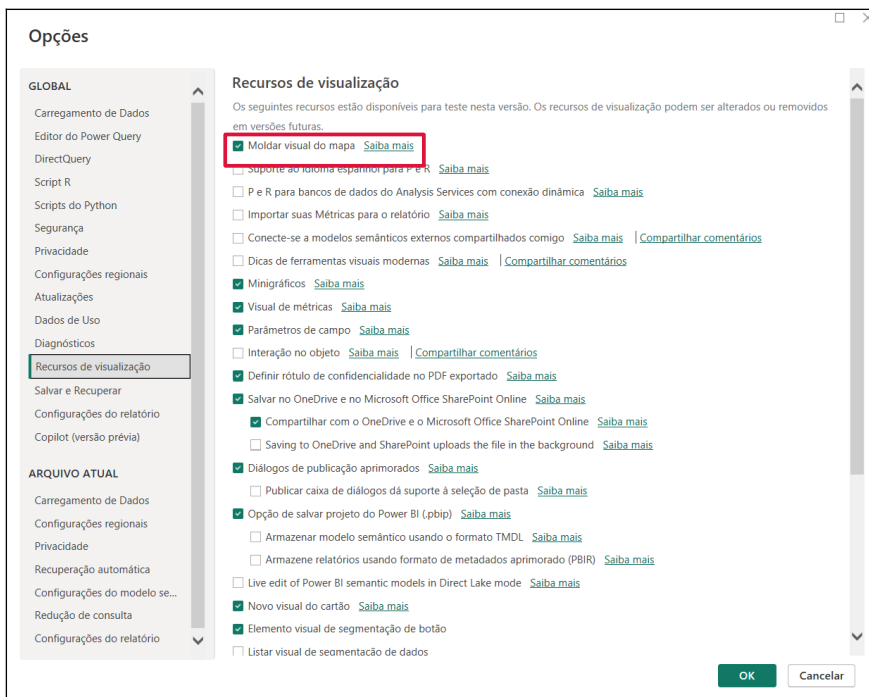 Opções
GLOBAL
Carregamento de Dados
Editor do Power Query
DirectQuery
Script R
Scripts do Python
Segurança
Privacidade
Configurações regionais
Atualizações
Dados de Uso
Diagnósticos
Recursos de visualização
Salvar e Recuperar
Configurações do relatório
Copilot (versão prévia)
ARQUIVO ATUAL
Carregamento de Dados
Configurações regionais
Privacidade
Recuperação automática
Configurações do modelo se...
Redução de consulta
Configurações do relatório
Recursos de visualização
Os seguintes recursos estão disponíveis para teste nesta versão. Os recursos de visualização podem ser alterados ou removidos
em versões futuras.
Moldar visual do mapa Saiba mais
Suporte ao idioma espanhol para P e R Saiba mais
P e R para bancos de dados do Analysis Services com conexão dinâmica Saiba mais
Importar suas Métricas para o relatório Saiba mais
Conecte-se a modelos semânticos externos compartilhados comigo Saiba mais | Compartilhar comentários
Dicas de ferramentas visuais modernas Saiba mais | Compartilhar comentários
Minigráficos Saiba mais
Visual de métricas Saiba mais
Parâmetros de campo Saiba mais
Interação no objeto Saiba mais | Compartilhar comentários
Definir rótulo de confidencialidade no PDF exportado Saiba mais
Salvar no OneDrive e no Microsoft Office SharePoint Online Saiba mais
Compartilhar com o OneDrive e o Microsoft Office SharePoint Online Saiba mais
Saving to OneDrive and SharePoint uploads the file in the background Saiba mais
Diálogos de publicação aprimorados Saiba mais
Publicar caixa de diálogos dá suporte à seleção de pasta Saiba mais
Opção de salvar projeto do Power BI (.pbip) Saiba mais
Armazenar modelo semântico usando o formato TMDL Saiba mais
Armazene relatórios usando formato de metadados aprimorado (PBIR) Saiba mais
Live edit of Power BI semantic models in Direct Lake mode Saiba mais
Novo visual do cartão Saiba mais
Elemento visual de segmentação de botão
Listar visual de segmentação de dados
OK
Cancelar